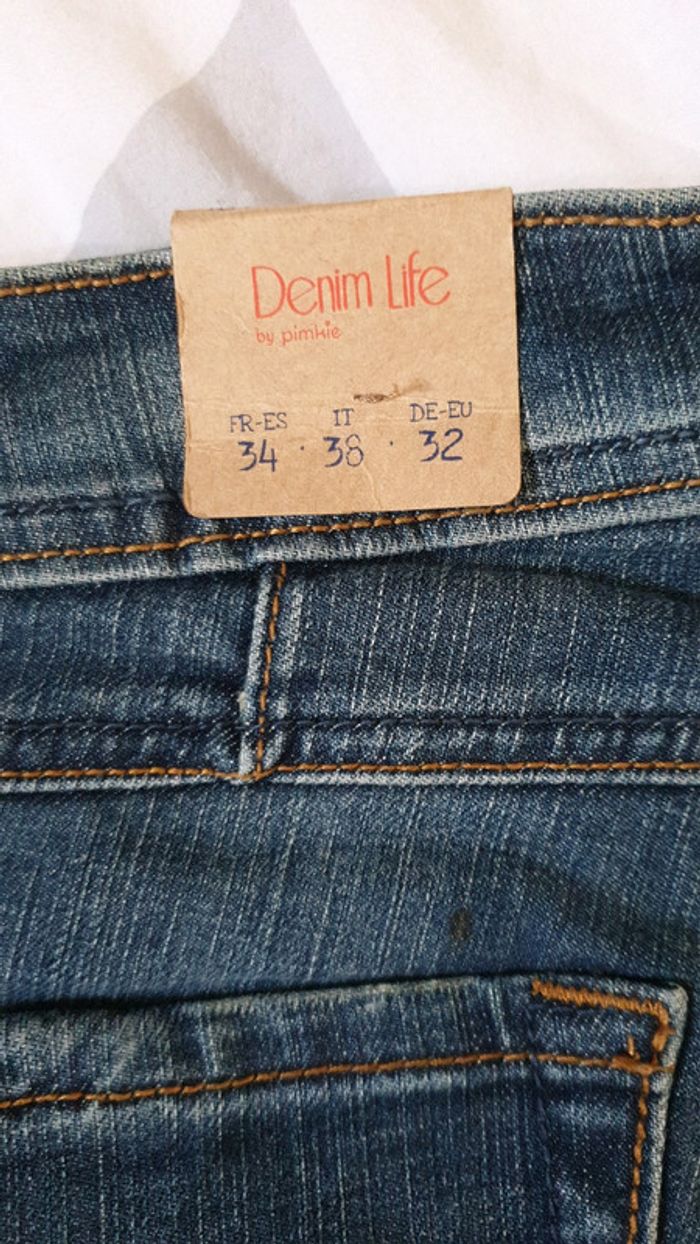 Denim Life
by pimkie
FR-ES IT DE-EU
34 · 38 · 32